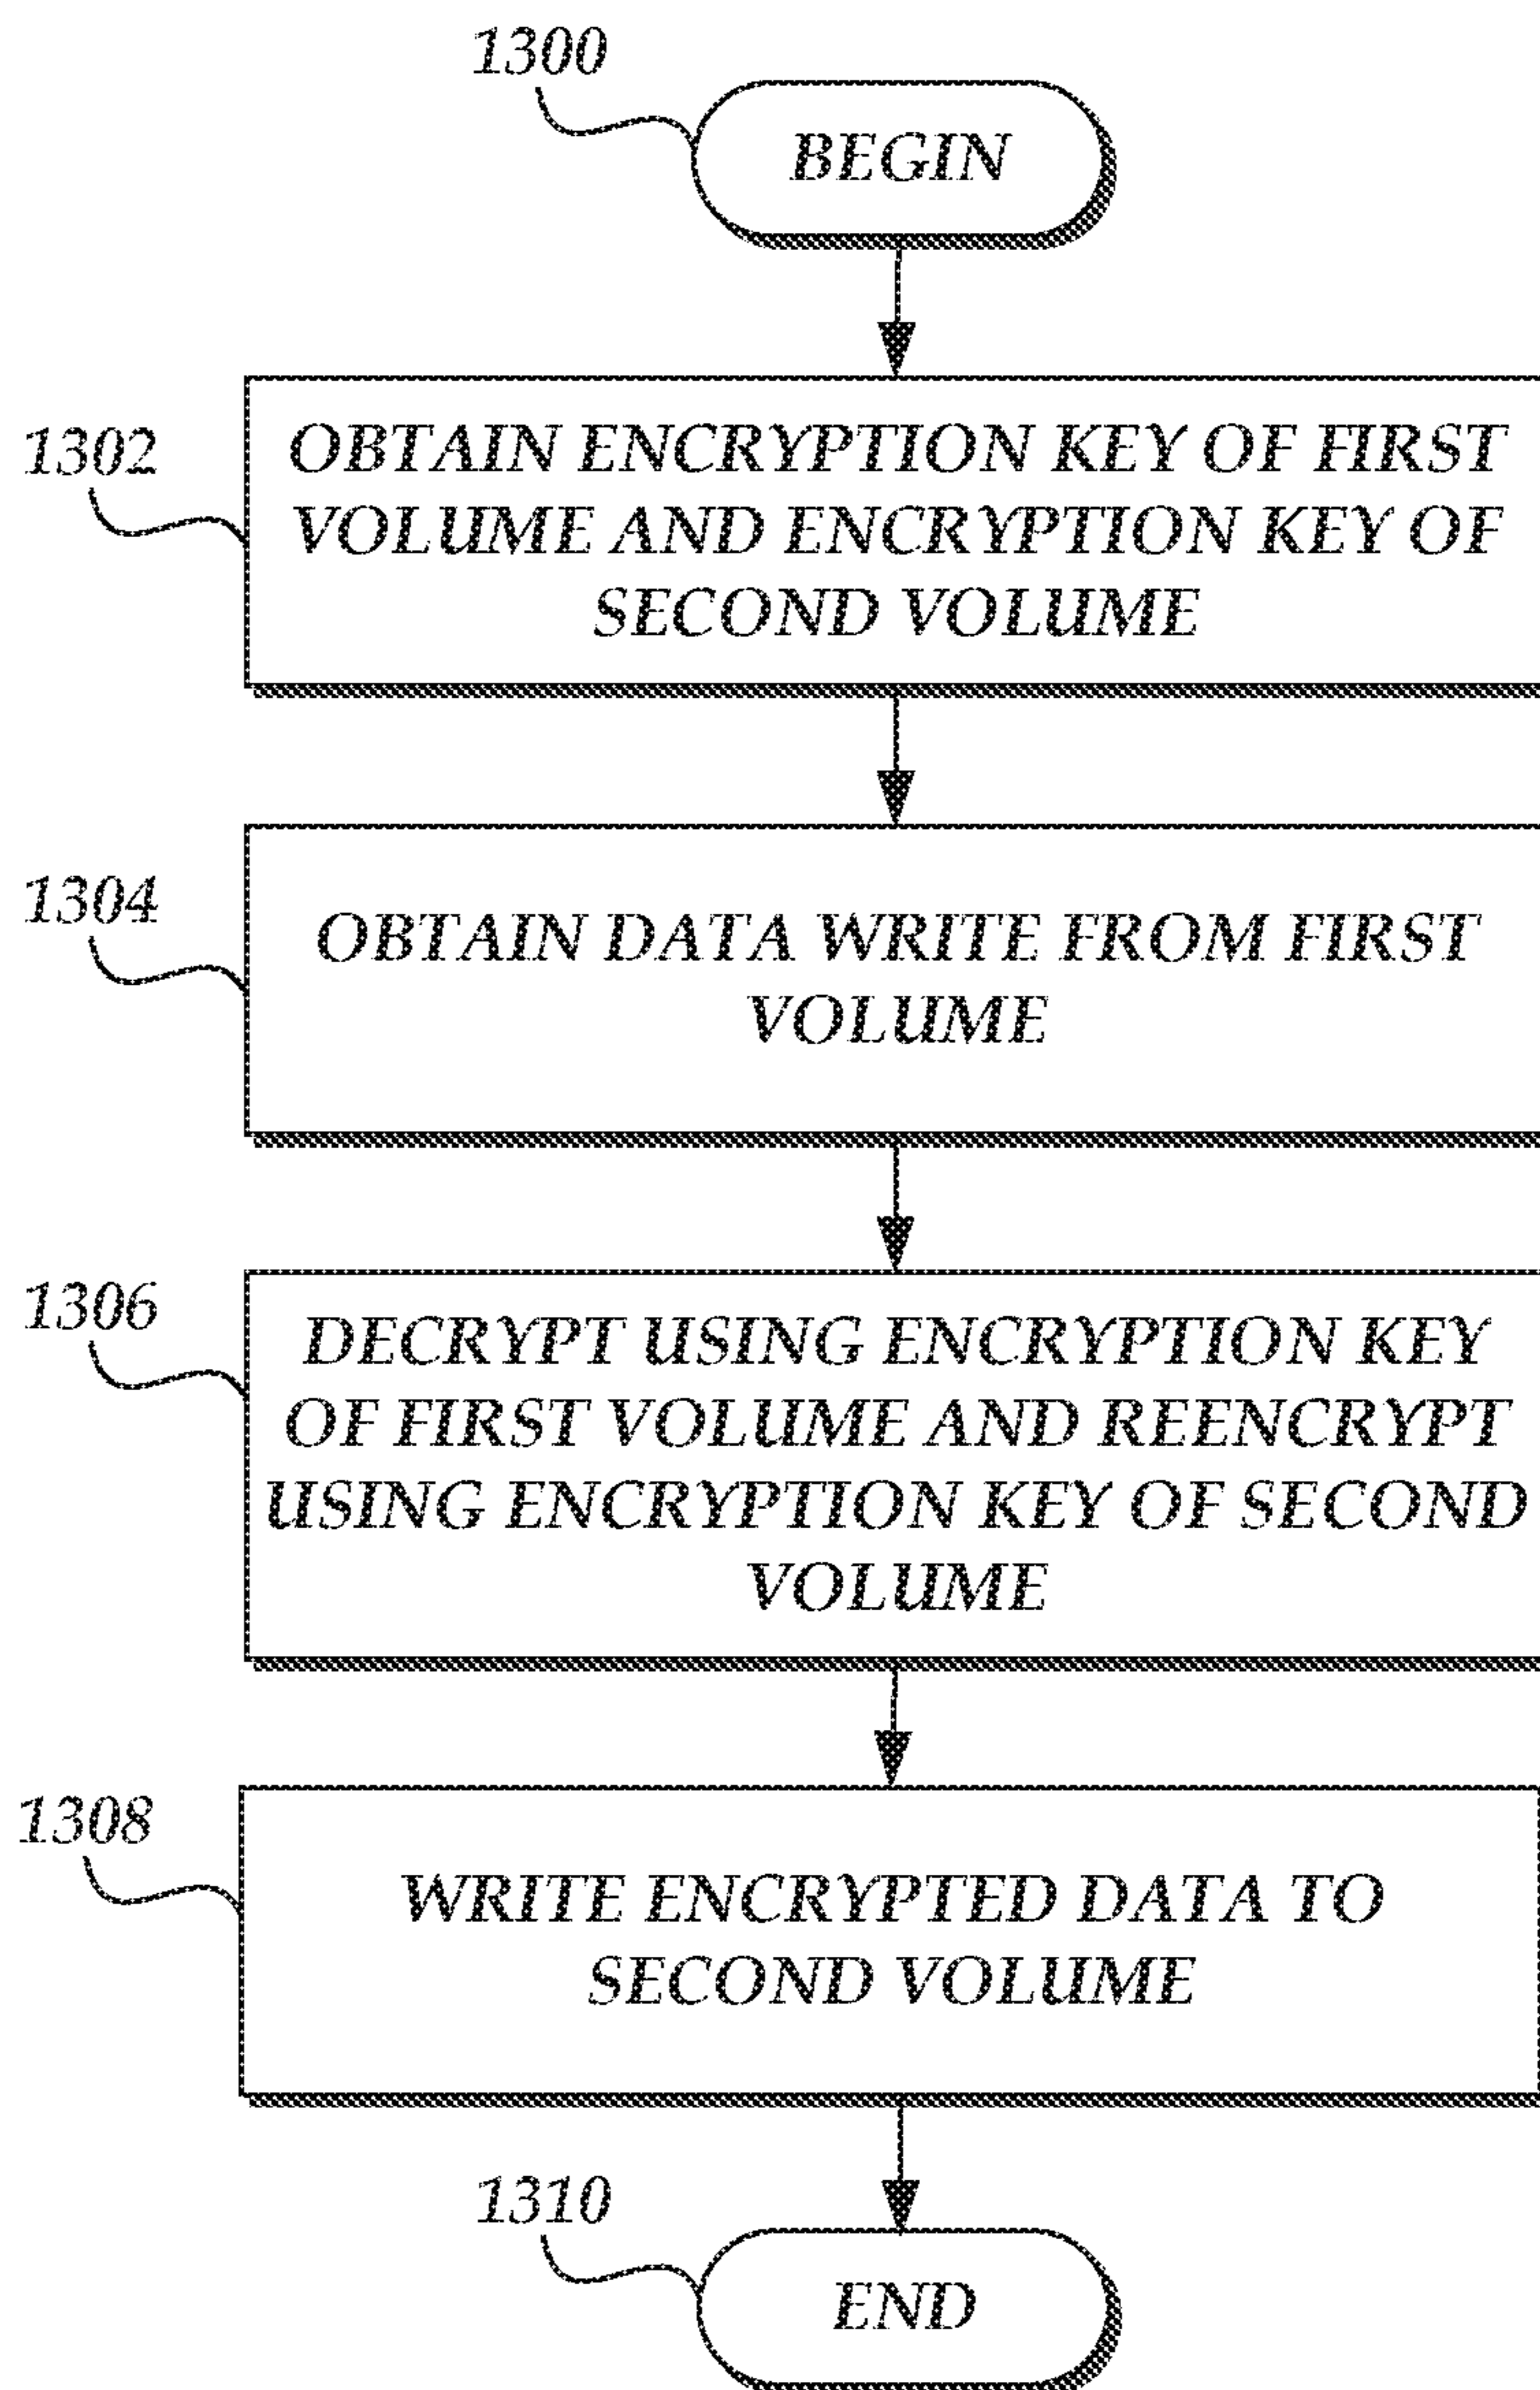 1300
BEGIN
1302
OBTAIN ENCRYPTION KEY OF FIRST
VOLUME AND ENCRYPTION KEY OF
SECOND VOLUME
1304
OBTAIN DATA WRITE FROM FIRST
VOLUME
1306
DECRYPT USING ENCRYPTION KEY
OF FIRST VOLUME AND REENCRYPT
USING ENCRYPTION KEY OF SECOND
VOLUME
1308
WRITE ENCRYPTED DATA TO
SECOND VOLUME
1310
END